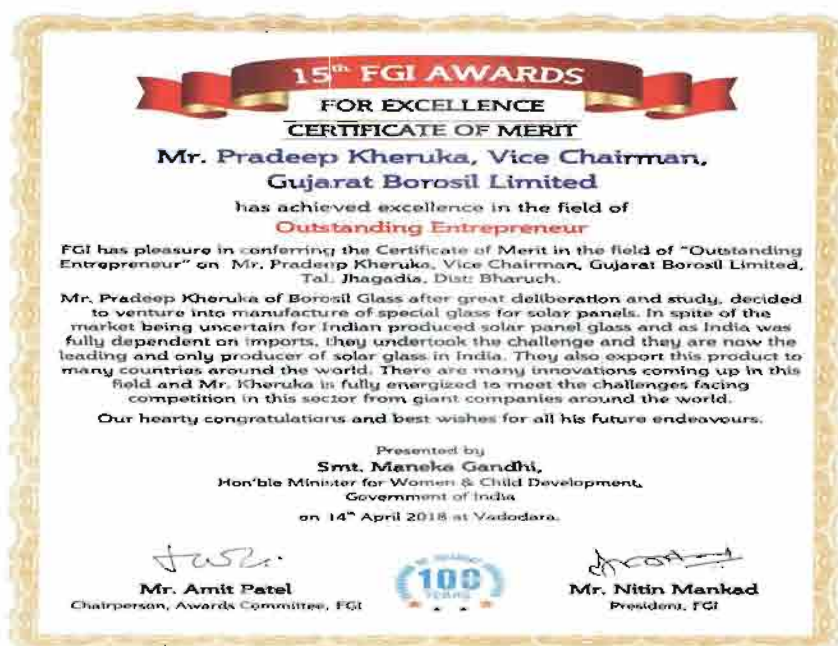 15th FGI AWARDS
FOR EXCELLENCE
CERTIFICATE OF MERIT
Mr. Pradeep Kheruka, Vice Chairman,
Gujarat Borosil Limited
has achieved excellence in the field of
Outstanding Entrepreneur
FGI has pleasure in conferring the Certificate of Merit in the field of "Outstanding
Entrepreneur" on Mr. Pradeep Kheruka, Vice Chairman, Gujarat Borosil Limited,
Tal. Jhagadia, Dist: Bharuch.
Mr. Pradeep Kheruka of Borosil Glass after great deliberation and study, decided
to venture into manufacture of special glass for solar panels. In spite of the
market being uncertain for Indian produced solar panel glass and as India was
fully dependent on imports, they undertook the challenge and they are now the
leading and only producer of solar glass in India. They also export this product to
many countries around the world. There are many innovations coming up in this
field and Mr. Kheruka is fully energized to meet the challenges facing
competition in this sector from giant companies around the world.
Our hearty congratulations and best wishes for all his future endeavours.
Presented by
Smt. Maneka Gandhi,
Hon'ble Minister for Women & Child Development,
Government of India
on 14th April 2018 at Vadodara.
100
YEARS
Mr. Amit Patel
Chairperson, Awards Committee, FGI
Mr. Nitin Mankad
President, FGI